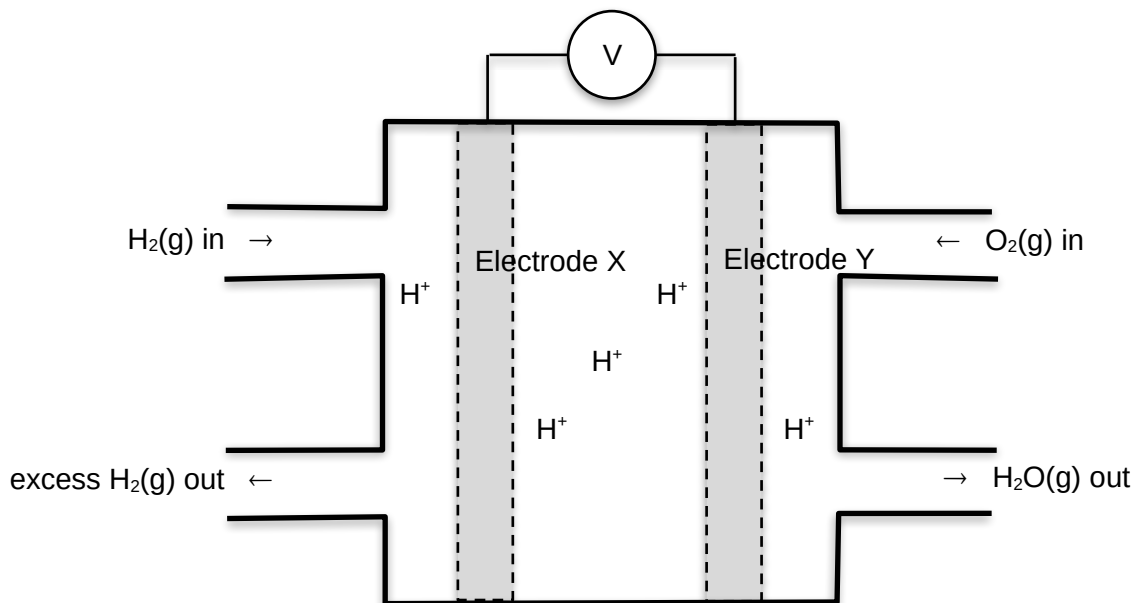 V
H₂(g) in →
← O₂(g) in
Electrode X
Electrode Y
H⁺
H⁺
H⁺
H⁺
H⁺
excess H₂(g) out ←
→ H₂O(g) out